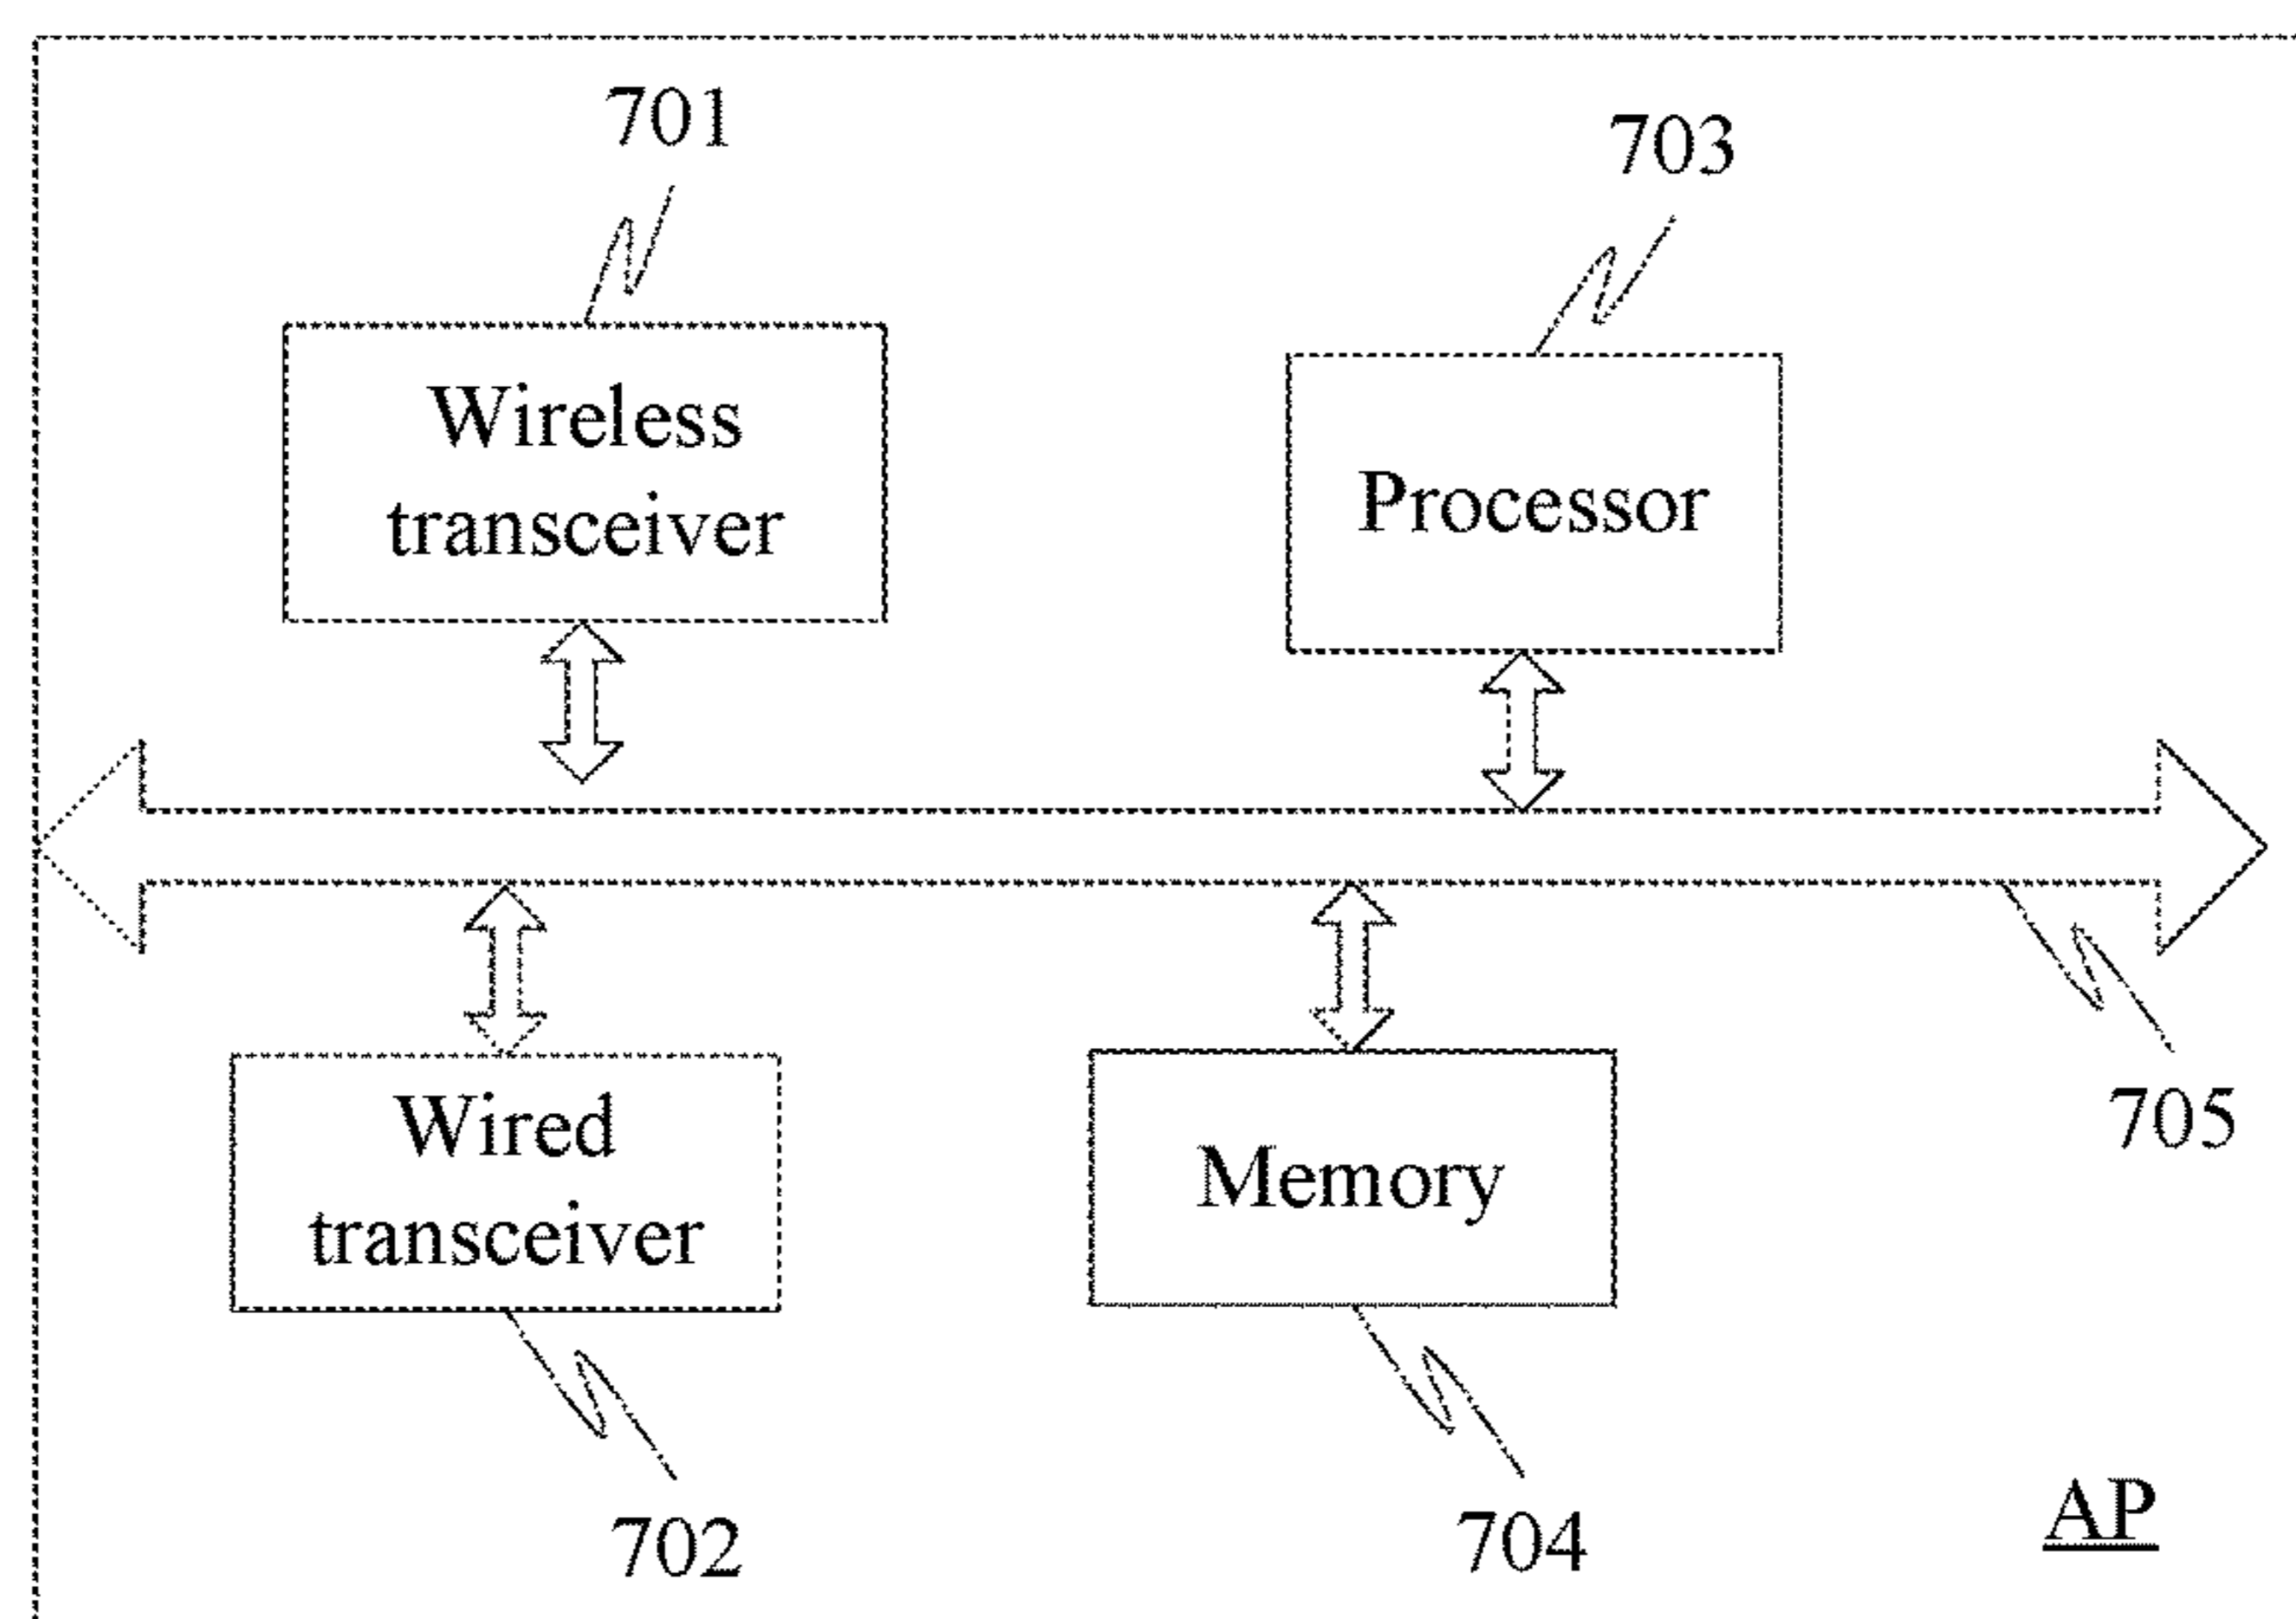 701
703
Wireless
transceiver
Processor
Wired
transceiver
Memory
705
702
704
AP